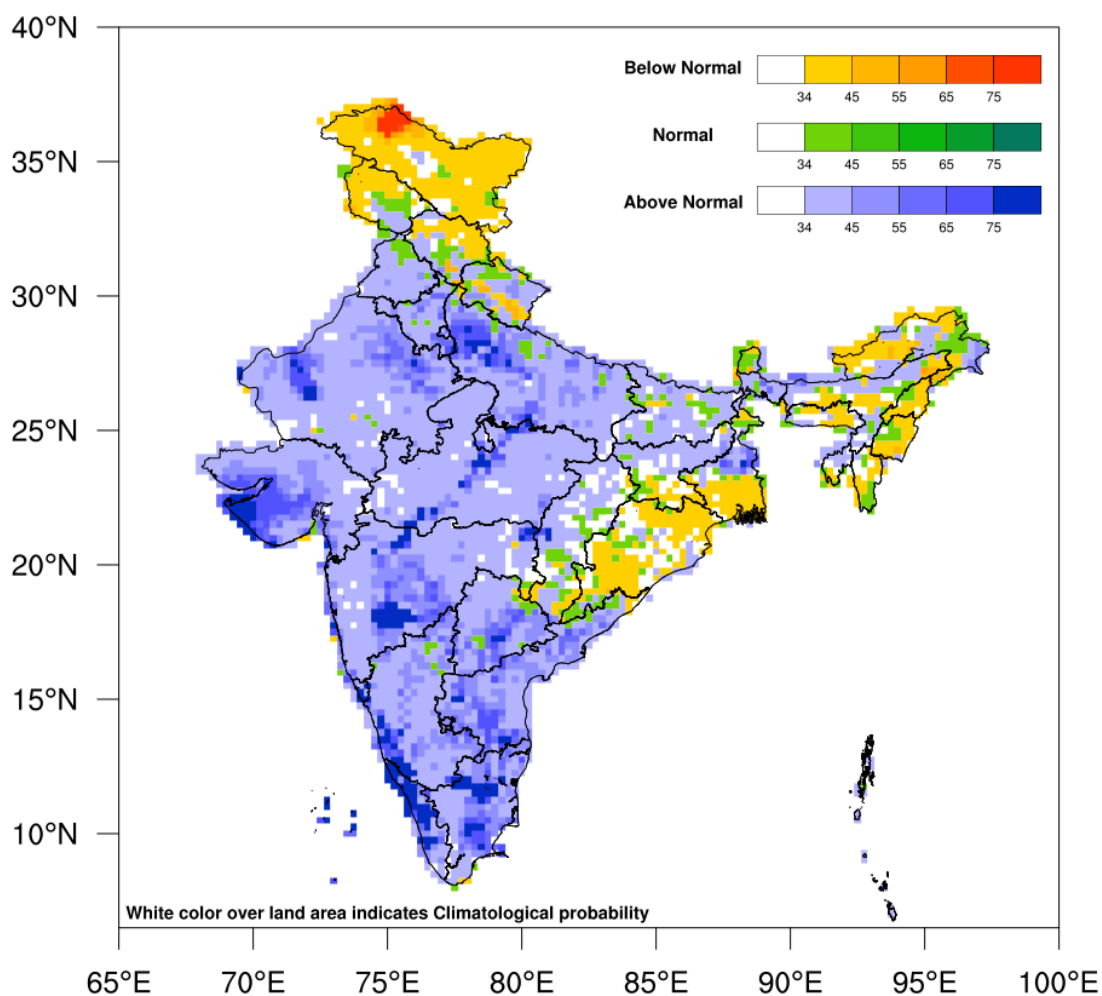 40°N
35°N
30°N
25°N
20°N
15°N
10°N
Below Normal
34 45 55 65 75
Normal
34 45 55 65 75
Above Normal
34 45 55 65 75
White color over land area indicates Climatological probability
65°E 70°E 75°E 80°E 85°E 90°E 95°E 100°E